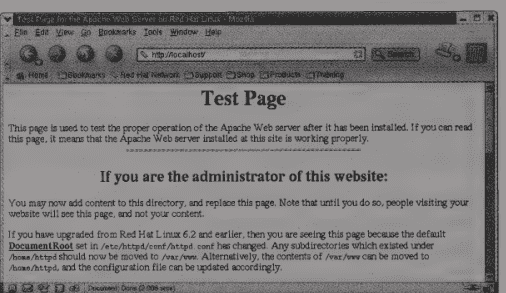 Test Page for the Apache Web Server on Red Hat Linux - Mozilla
File Edit View Go Bookmarks Tools Window Help
http://localhost/ Search
Home Bookmarks Red Hat Network Support Shop Products Training
Test Page
This page is used to test the proper operation of the Apache Web server after it has been installed. If you can read
this page, it means that the Apache Web server installed at this site is working properly.
If you are the administrator of this website:
You may now add content to this directory, and replace this page. Note that until you do so, people visiting your
website will see this page, and not your content.
If you have upgraded from Red Hat Linux 6.2 and earlier, then you are seeing this page because the default
DocumentRoot set in /etc/httpd/conf/httpd.conf has changed. Any subdirectories which existed under
/home/httpd should now be moved to /var/www. Alternatively, the contents of /var/www can be moved to
/home/httpd, and the configuration file can be updated accordingly.
Document: Done